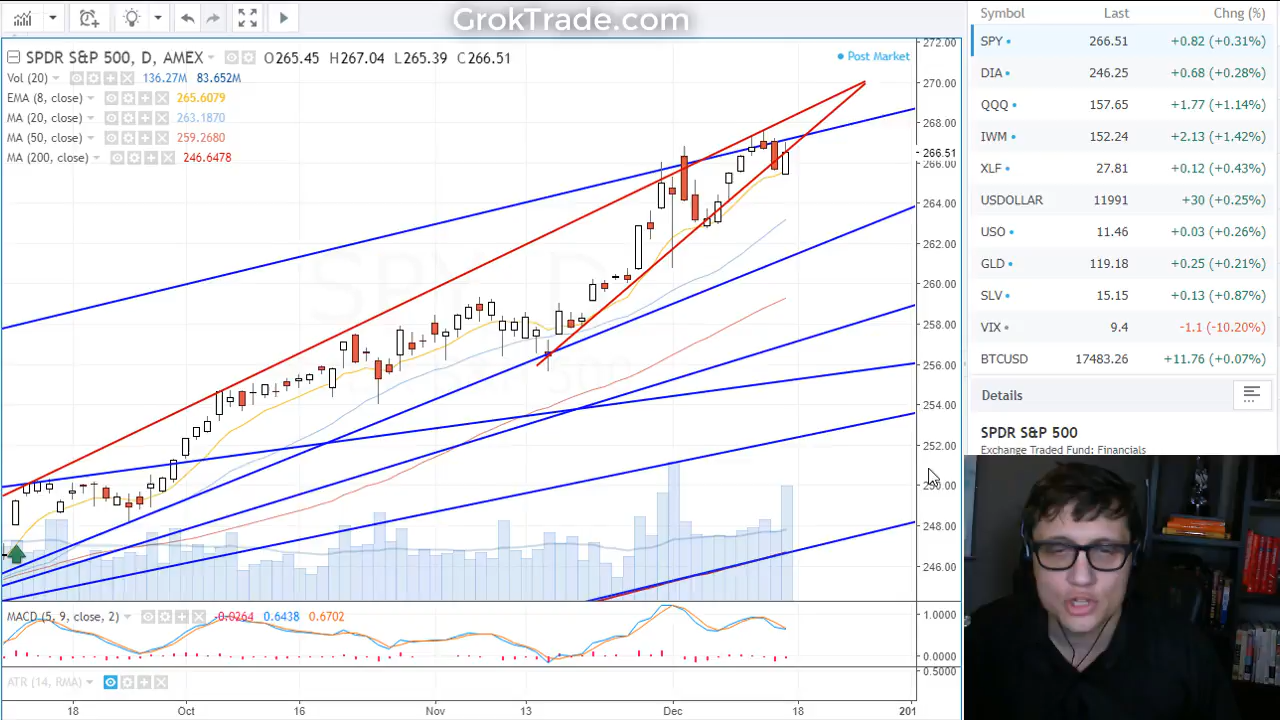 GrokTrade.com
SPDR S&P 500, D, AMEX O265.45 H267.04 L265.39 C266.51
Post Market
Vol (20) 136.27M 83.652M
EMA (8, close) 265.6079
MA (20, close) 263.1870
MA (50, close) 259.2680
MA (200, close) 246.6478
272.00
270.00
268.00
266.51
266.00
264.00
262.00
260.00
258.00
256.00
254.00
252.00
250.00
248.00
246.00
MACD (5, 9, close, 2) -0.0264 0.6438 0.6702
1.0000
0.0000
0.5000
ATR (14, RMA)
18 Oct 16 Nov 13 Dec 18 201
Symbol Last Chng (%)
SPY 266.51 +0.82 (+0.31%)
DIA 246.25 +0.68 (+0.28%)
QQQ 157.65 +1.77 (+1.14%)
IWM 152.24 +2.13 (+1.42%)
XLF 27.81 +0.12 (+0.43%)
USDOLLAR 11991 +30 (+0.25%)
USO 11.46 +0.03 (+0.26%)
GLD 119.18 +0.25 (+0.21%)
SLV 15.15 +0.13 (+0.87%)
VIX 9.4 -1.1 (-10.20%)
BTCUSD 17483.26 +11.76 (+0.07%)
Details
SPDR S&P 500
Exchange Traded Fund; Financials